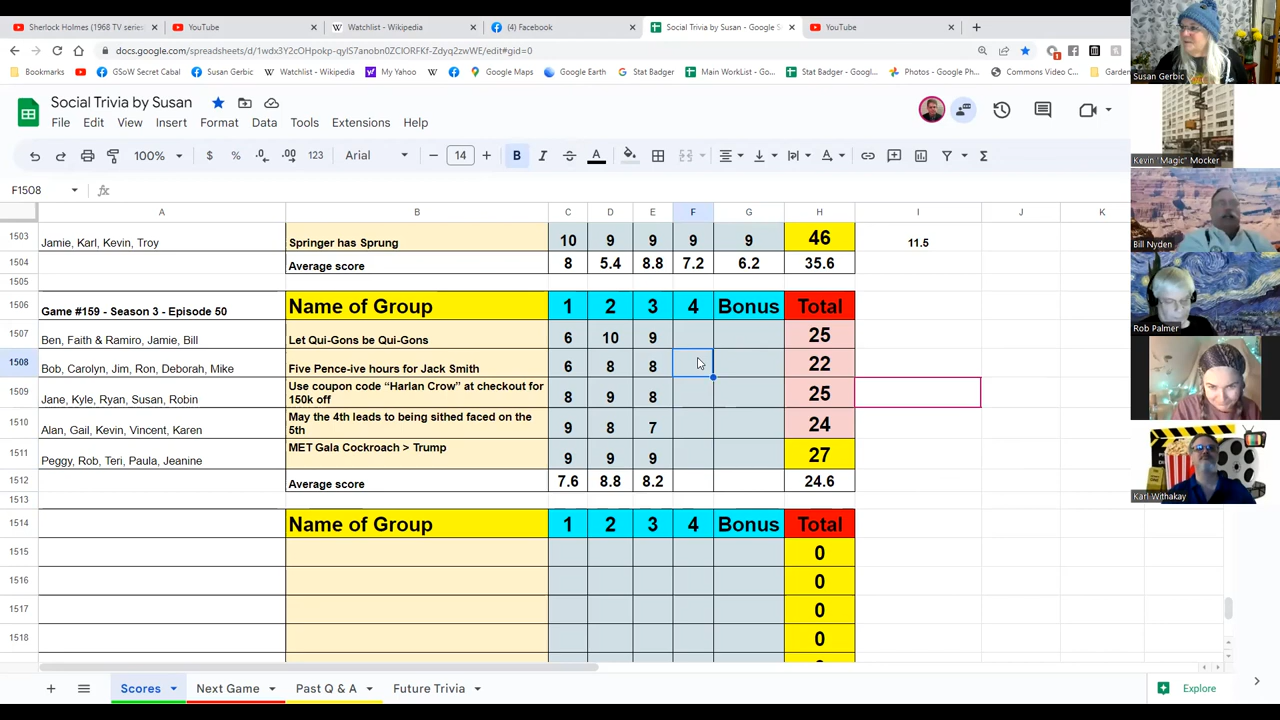 Sherlock Holmes (1968 TV series
YouTube
Watchlist - Wikipedia
(4) Facebook
Social Trivia by Susan - Google S
YouTube
docs.google.com/spreadsheets/d/1wdx3Y2cOHpokp-qyIS7anobn0ZClORFKf-Zdyq2zwWE/edit#gid=0
Bookmarks
GSoW Secret Cabal
Susan Gerbic
Watchlist - Wikipedia
My Yahoo
Google Maps
Google Earth
Stat Badger
Main WorkList - Go...
Stat Badger - Googl...
Photos - Google Ph...
Commons Video C...
Garden
Social Trivia by Susan
File Edit View Insert Format Data Tools Extensions Help
100% $ % .0 .00 123 Arial 14 B I A
F1508 fx
A B C D E F G H I J K
1503 Jamie, Karl, Kevin, Troy Springer has Sprung 10 9 9 9 9 46 11.5
1504 Average score 8 5.4 8.8 7.2 6.2 35.6
1505
1506 Game #159 - Season 3 - Episode 50 Name of Group 1 2 3 4 Bonus Total
1507 Ben, Faith & Ramiro, Jamie, Bill Let Qui-Gons be Qui-Gons 6 10 9 25
1508 Bob, Carolyn, Jim, Ron, Deborah, Mike Five Pence-ive hours for Jack Smith 6 8 8 22
1509 Jane, Kyle, Ryan, Susan, Robin Use coupon code “Harlan Crow” at checkout for
150k off 8 9 8 25
1510 Alan, Gail, Kevin, Vincent, Karen May the 4th leads to being sithed faced on the
5th 9 8 7 24
1511 Peggy, Rob, Teri, Paula, Jeanine MET Gala Cockroach > Trump 9 9 9 27
1512 Average score 7.6 8.8 8.2 24.6
1513
1514 Name of Group 1 2 3 4 Bonus Total
1515 0
1516 0
1517 0
1518 0
Scores Next Game Past Q & A Future Trivia Explore
Susan Gerbic
Kevin "Magic" Mocker
Bill Nyden
Rob Palmer
Karl Withakay